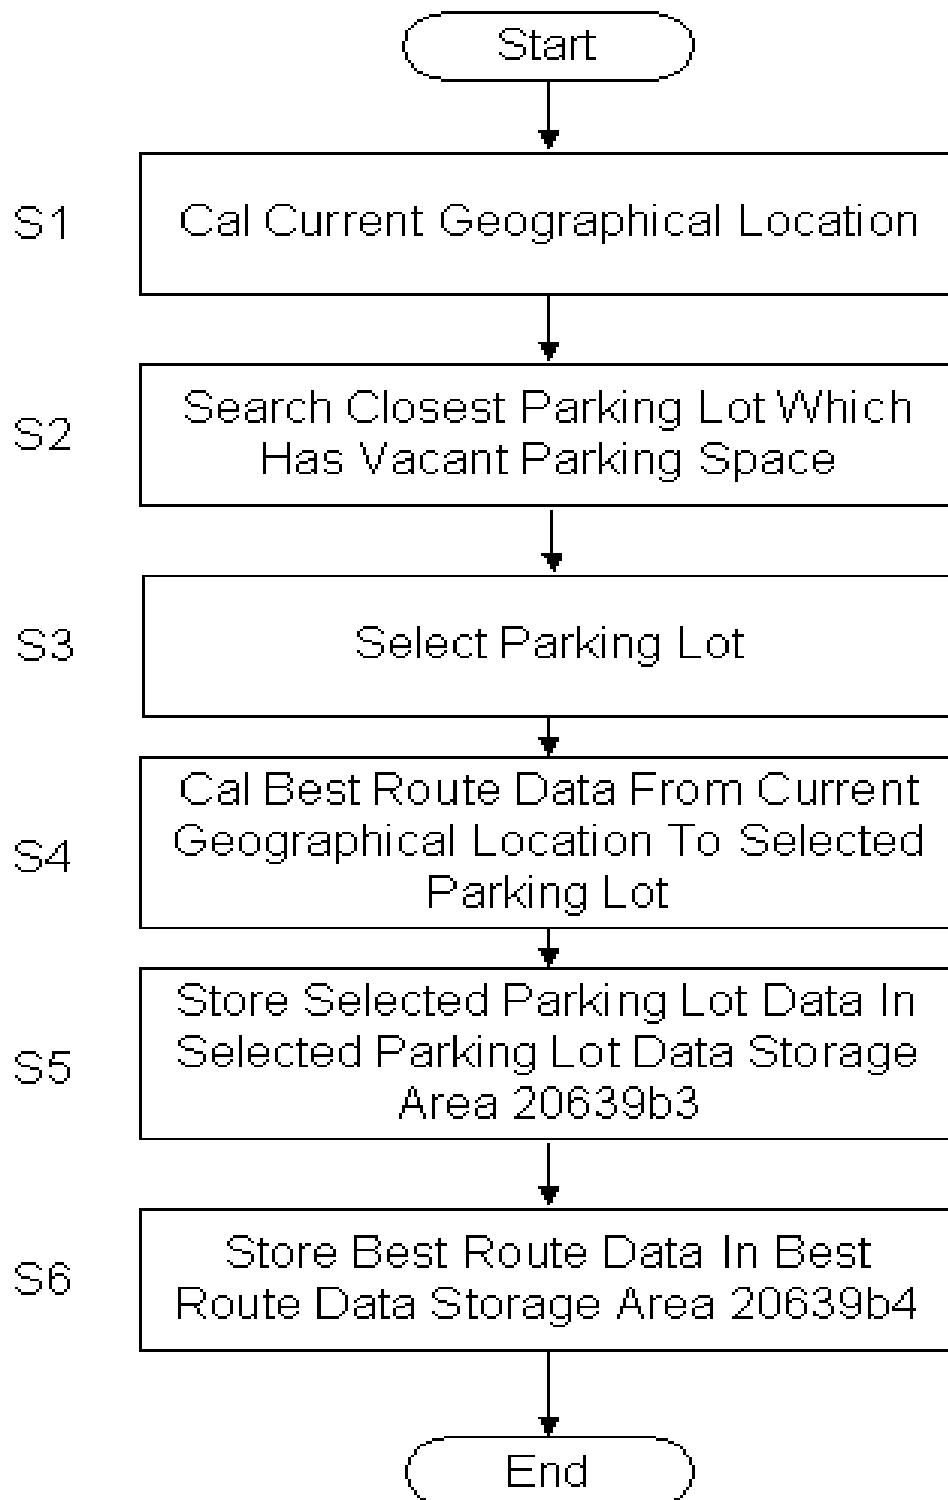 Start
S1
Cal Current Geographical Location
S2
Search Closest Parking Lot Which
Has Vacant Parking Space
S3
Select Parking Lot
S4
Cal Best Route Data From Current
Geographical Location To Selected
Parking Lot
S5
Store Selected Parking Lot Data In
Selected Parking Lot Data Storage
Area 20639b3
S6
Store Best Route Data In Best
Route Data Storage Area 20639b4
End